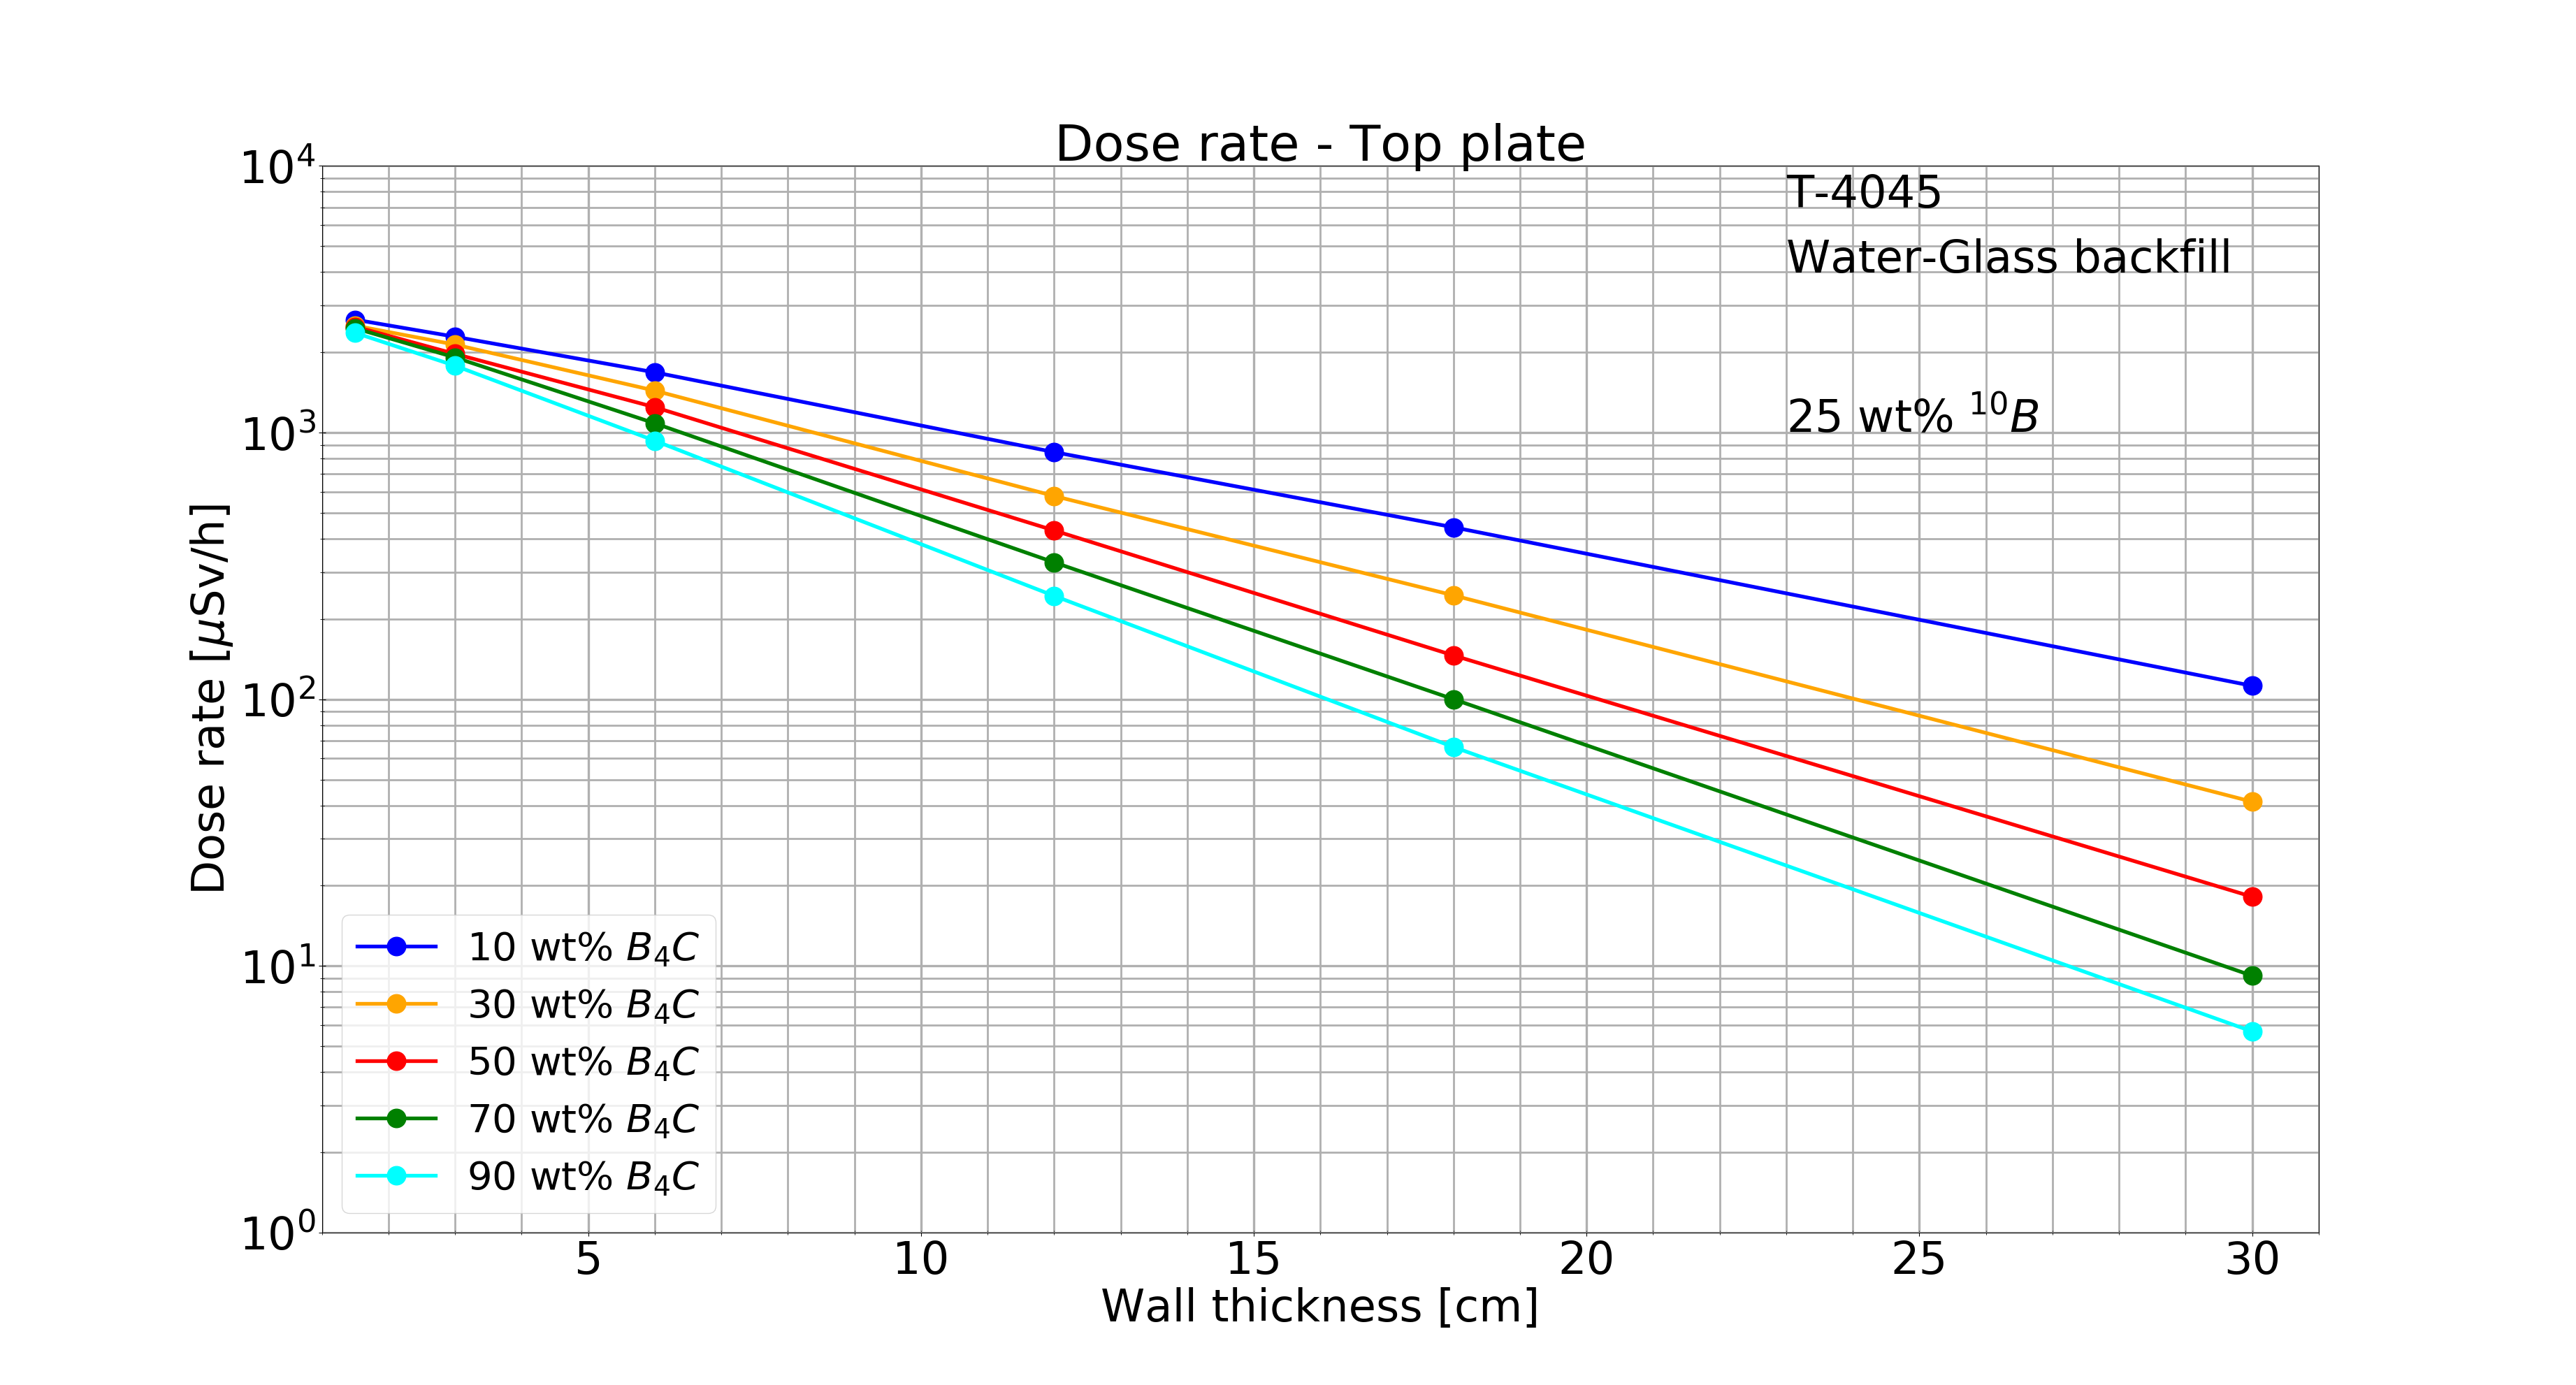 Dose rate - Top plate
T-4045
Water-Glass backfill
25 wt% ¹⁰B
Dose rate [μSv/h]
10⁴
10³
10²
10¹
10⁰
10 wt% B₄C
30 wt% B₄C
50 wt% B₄C
70 wt% B₄C
90 wt% B₄C
5 10 15 20 25 30
Wall thickness [cm]